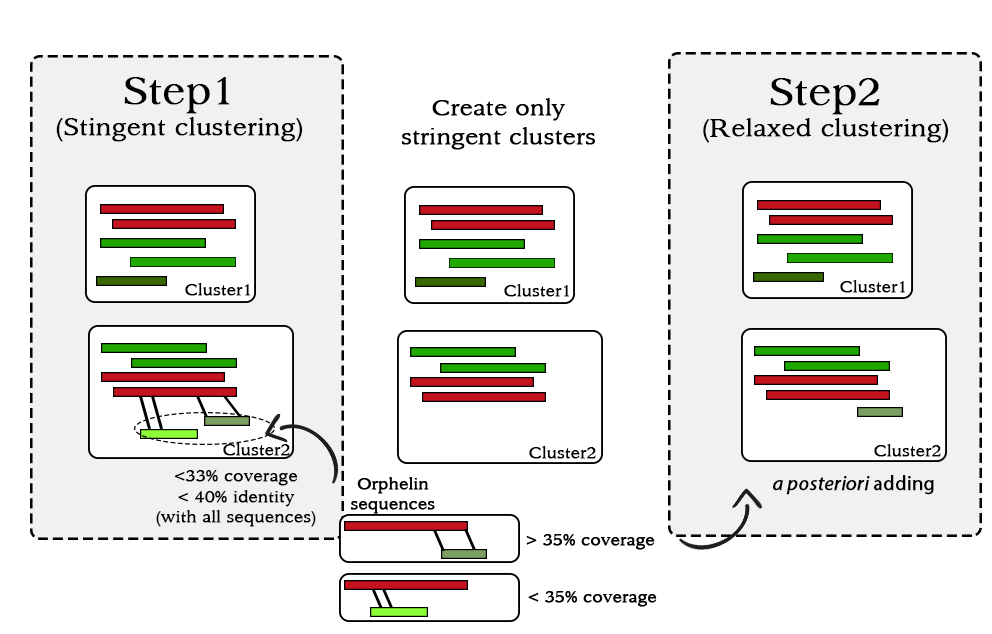 Step1
(Stingent clustering)
Cluster1
Cluster2
<33% coverage
< 40% identity
(with all sequences)
Create only
stringent clusters
Cluster1
Cluster2
Orphelin
sequences
> 35% coverage
< 35% coverage
Step2
(Relaxed clustering)
Cluster1
Cluster2
a posteriori adding